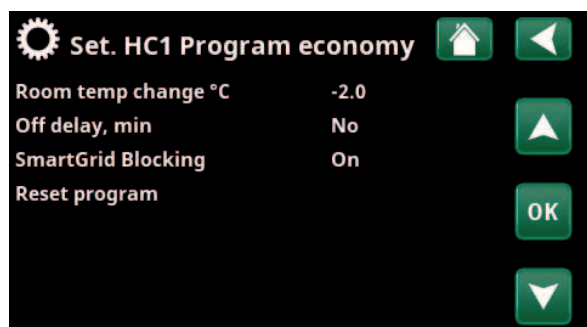 Set. HC1 Program economy
Room temp change °C -2.0
Off delay, min No
SmartGrid Blocking On
Reset program
OK